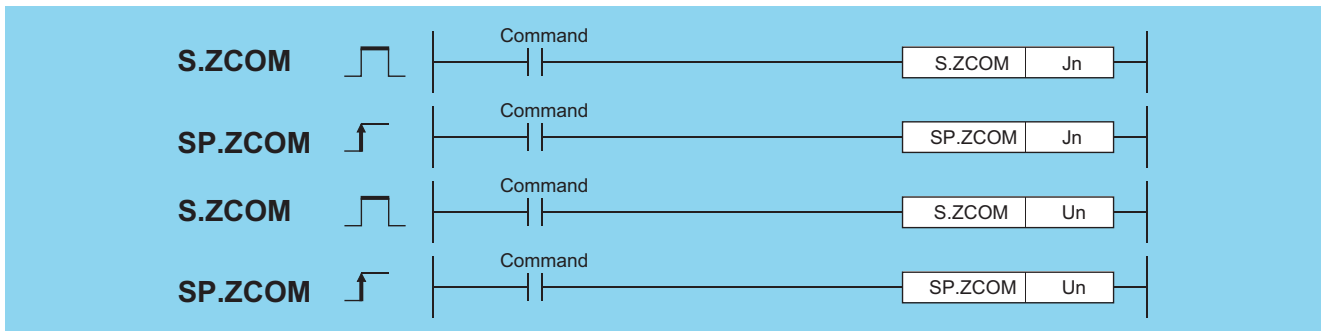 Command
S.ZCOM S.ZCOM Jn
Command
SP.ZCOM SP.ZCOM Jn
Command
S.ZCOM S.ZCOM Un
Command
SP.ZCOM SP.ZCOM Un